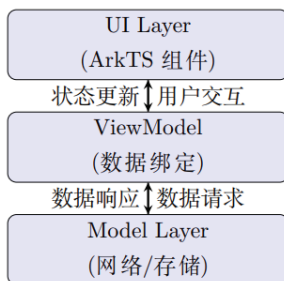 UI Layer
(ArkTS 组件)
状态更新 用户交互
ViewModel
(数据绑定)
数据响应 数据请求
Model Layer
(网络/存储)